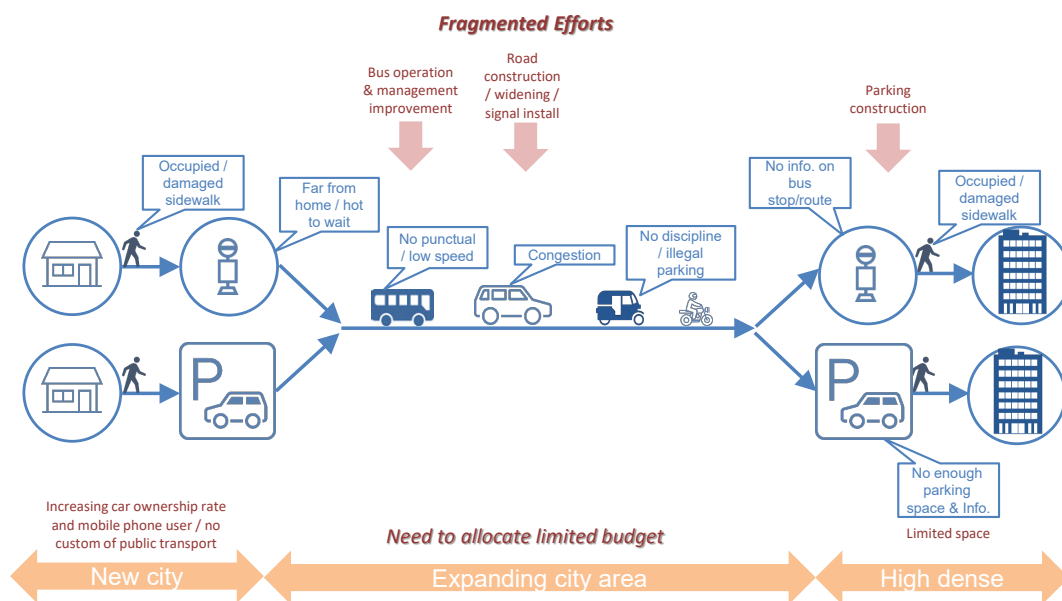 Fragmented Efforts
Bus operation
& management
improvement
Road
construction
/ widening /
signal install
Parking
construction
Occupied /
damaged
sidewalk
Far from
home / hot
to wait
No punctual
/ low speed
Congestion
No discipline
/ illegal
parking
No info. on
bus
stop/route
Occupied /
damaged
sidewalk
P
P
No enough
parking
space & Info.
Increasing car ownership rate
and mobile phone user / no
custom of public transport
Need to allocate limited budget
Limited space
New city
Expanding city area
High dense